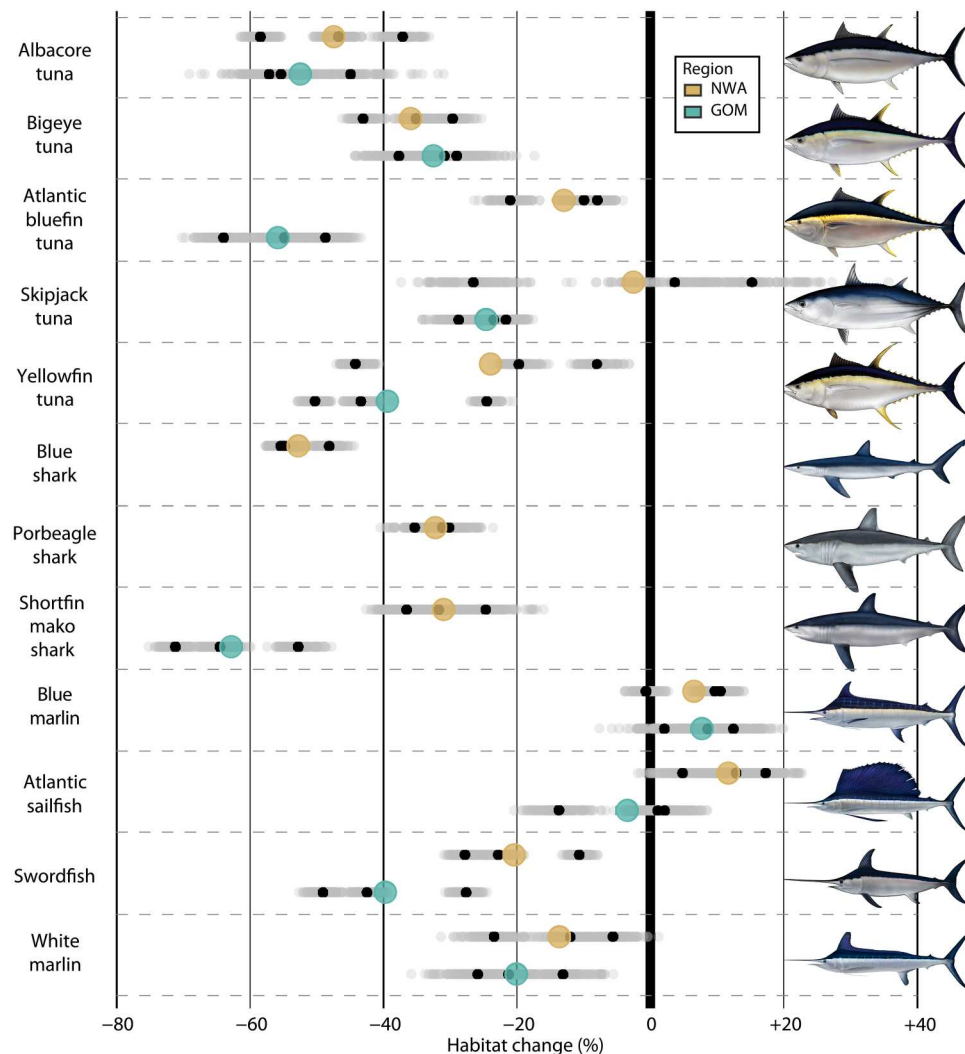 Albacore
tuna
Bigeye
tuna
Atlantic
bluefin
tuna
Skipjack
tuna
Yellowfin
tuna
Blue
shark
Porbeagle
shark
Shortfin
mako
shark
Blue
marlin
Atlantic
sailfish
Swordfish
White
marlin
Region
NWA
GOM
−80 −60 −40 −20 0 +20 +40
Habitat change (%)